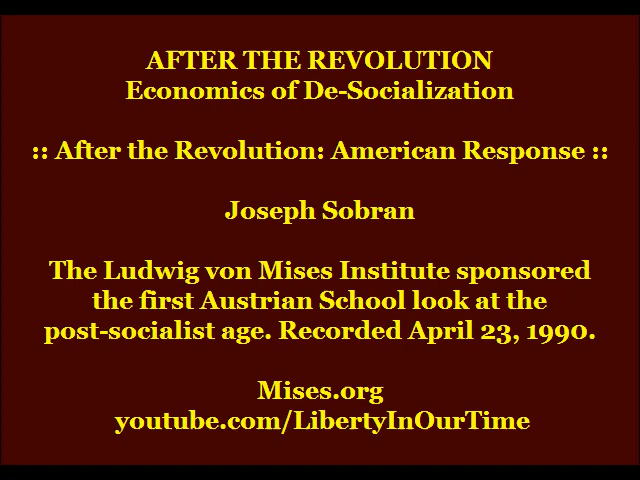 AFTER THE REVOLUTION
Economics of De-Socialization
:: After the Revolution: American Response ::
Joseph Sobran
The Ludwig von Mises Institute sponsored
the first Austrian School look at the
post-socialist age. Recorded April 23, 1990.
Mises.org
youtube.com/LibertyInOurTime